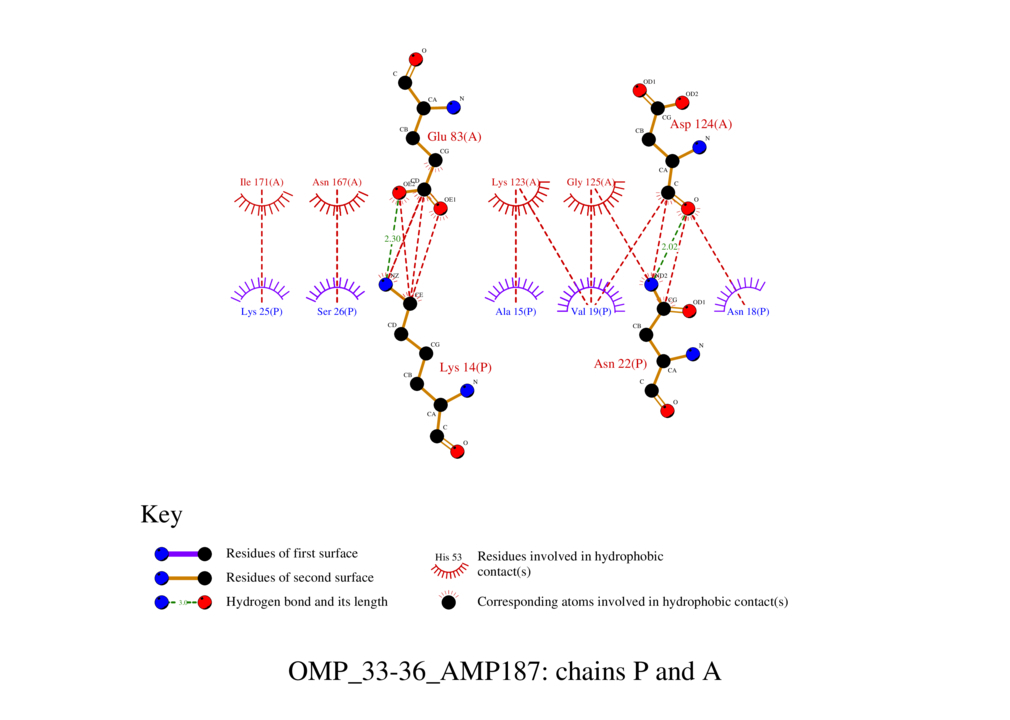 O
C
CA
N
CB
Glu 83(A)
CG
CD
OE2
OE1
OD1
OD2
CG
Asp 124(A)
CB
N
CA
C
O
Ile 171(A)
Asn 167(A)
Lys 123(A)
Gly 125(A)
2.30
2.02
NZ
CE
CD
CG
CB
Lys 14(P)
N
CA
C
O
Lys 25(P)
Ser 26(P)
Ala 15(P)
Val 19(P)
Asn 18(P)
ND2
CG
OD1
CB
N
Asn 22(P)
CA
C
O
Key
Residues of first surface
Residues of second surface
3.0
Hydrogen bond and its length
His 53
Residues involved in hydrophobic
contact(s)
Corresponding atoms involved in hydrophobic contact(s)
OMP_33-36_AMP187: chains P and A